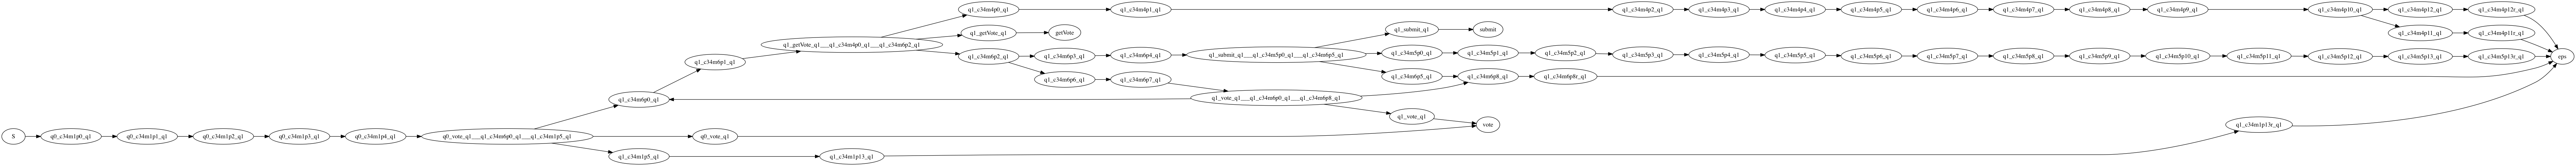 q1_c34m4p0_q1
q1_c34m4p1_q1
q1_c34m4p2_q1
q1_c34m4p3_q1
q1_c34m4p4_q1
q1_c34m4p5_q1
q1_c34m4p6_q1
q1_c34m4p7_q1
q1_c34m4p8_q1
q1_c34m4p9_q1
q1_c34m4p10_q1
q1_c34m4p12_q1
q1_c34m4p12r_q1
q1_getVote_q1
getVote
q1_submit_q1
submit
q1_c34m4p11_q1
q1_c34m4p11r_q1
q1_getVote_q1___q1_c34m4p0_q1___q1_c34m6p2_q1
q1_c34m6p2_q1
q1_c34m6p3_q1
q1_c34m6p4_q1
q1_submit_q1___q1_c34m5p0_q1___q1_c34m6p5_q1
q1_c34m5p0_q1
q1_c34m5p1_q1
q1_c34m5p2_q1
q1_c34m5p3_q1
q1_c34m5p4_q1
q1_c34m5p5_q1
q1_c34m5p6_q1
q1_c34m5p7_q1
q1_c34m5p8_q1
q1_c34m5p9_q1
q1_c34m5p10_q1
q1_c34m5p11_q1
q1_c34m5p12_q1
q1_c34m5p13_q1
q1_c34m5p13r_q1
eps
q1_c34m6p1_q1
q1_c34m6p6_q1
q1_c34m6p7_q1
q1_c34m6p5_q1
q1_c34m6p8_q1
q1_c34m6p8r_q1
q1_c34m6p0_q1
q1_vote_q1___q1_c34m6p0_q1___q1_c34m6p8_q1
q1_vote_q1
vote
S
q0_c34m1p0_q1
q0_c34m1p1_q1
q0_c34m1p2_q1
q0_c34m1p3_q1
q0_c34m1p4_q1
q0_vote_q1___q1_c34m6p0_q1___q1_c34m1p5_q1
q0_vote_q1
q1_c34m1p5_q1
q1_c34m1p13_q1
q1_c34m1p13r_q1